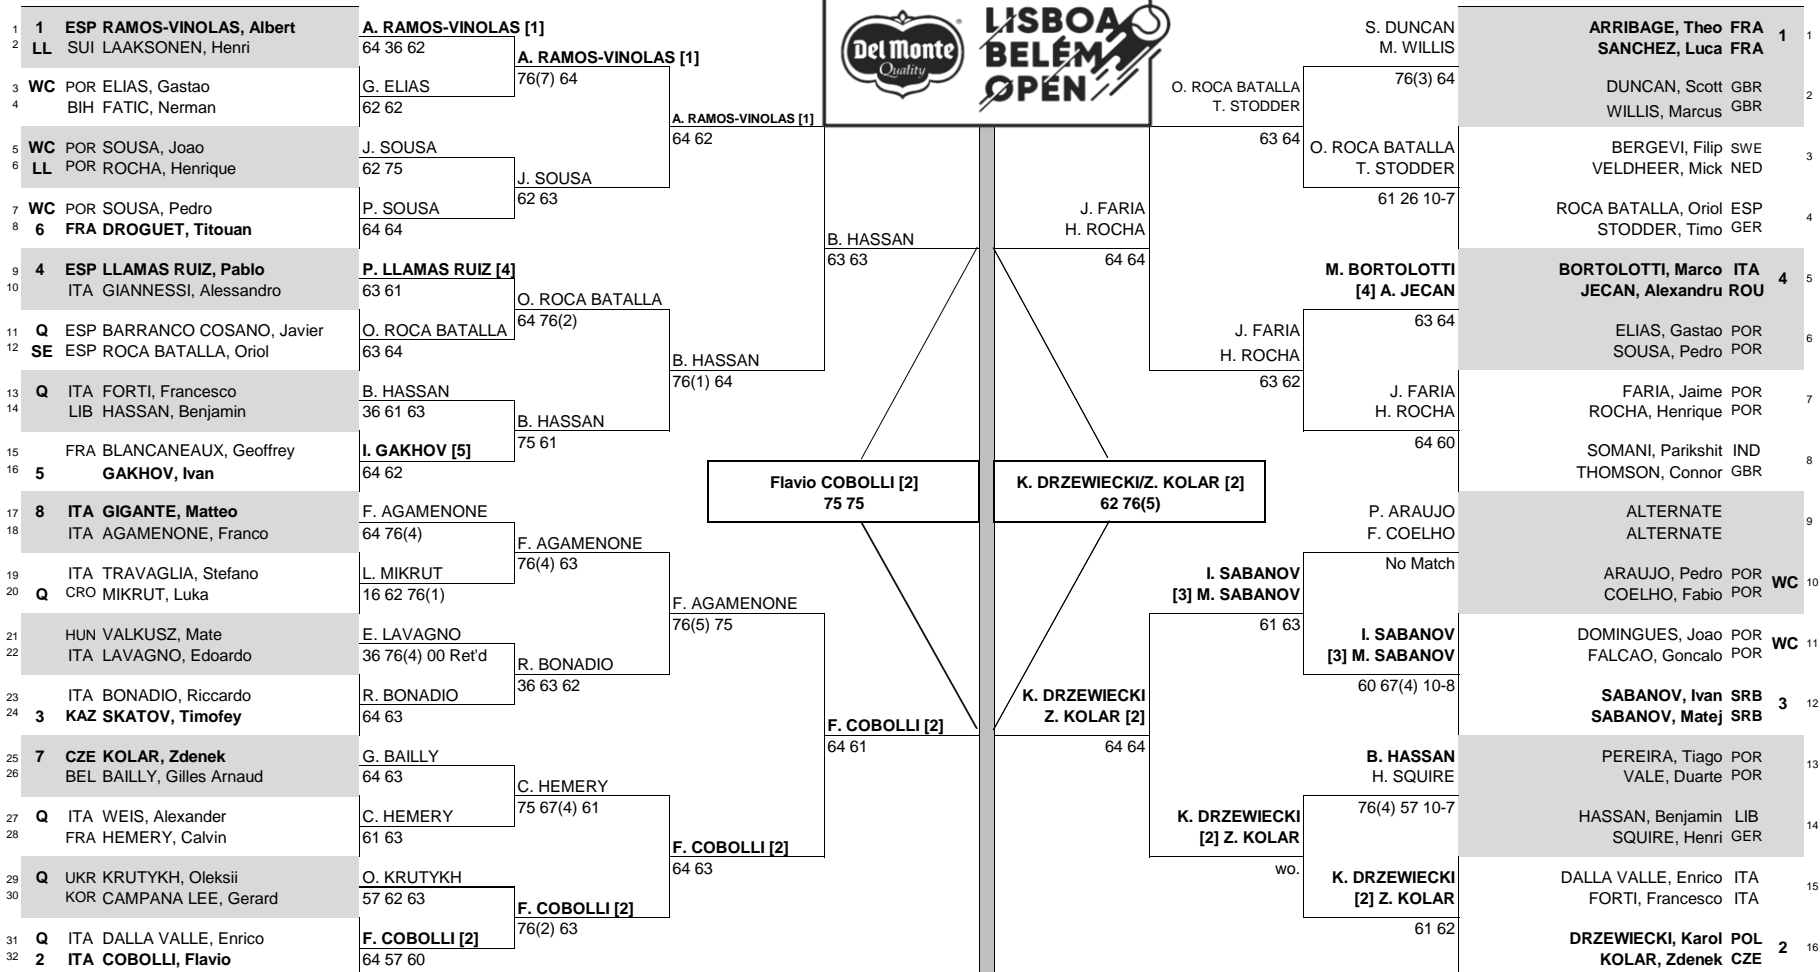 Del Monte
Quality
LISBOA
BELÉM
OPEN
1 1 ESP RAMOS-VINOLAS, Albert
2 LL SUI LAAKSONEN, Henri
3 WC POR ELIAS, Gastao
4 BIH FATIC, Nerman
5 WC POR SOUSA, Joao
6 LL POR ROCHA, Henrique
7 WC POR SOUSA, Pedro
8 6 FRA DROGUET, Titouan
9 4 ESP LLAMAS RUIZ, Pablo
10 ITA GIANNESSI, Alessandro
11 Q ESP BARRANCO COSANO, Javier
12 SE ESP ROCA BATALLA, Oriol
13 Q ITA FORTI, Francesco
14 LIB HASSAN, Benjamin
15 FRA BLANCANEAUX, Geoffrey
16 5 GAKHOV, Ivan
17 8 ITA GIGANTE, Matteo
18 ITA AGAMENONE, Franco
19 ITA TRAVAGLIA, Stefano
20 Q CRO MIKRUT, Luka
21 HUN VALKUSZ, Mate
22 ITA LAVAGNO, Edoardo
23 ITA BONADIO, Riccardo
24 3 KAZ SKATOV, Timofey
25 7 CZE KOLAR, Zdenek
26 BEL BAILLY, Gilles Arnaud
27 Q ITA WEIS, Alexander
28 FRA HEMERY, Calvin
29 Q UKR KRUTYKH, Oleksii
30 KOR CAMPANA LEE, Gerard
31 Q ITA DALLA VALLE, Enrico
32 2 ITA COBOLLI, Flavio
A. RAMOS-VINOLAS [1]
64 36 62
G. ELIAS
62 62
J. SOUSA
62 75
P. SOUSA
64 64
P. LLAMAS RUIZ [4]
63 61
O. ROCA BATALLA
63 64
B. HASSAN
36 61 63
I. GAKHOV [5]
64 62
F. AGAMENONE
64 76(4)
L. MIKRUT
16 62 76(1)
E. LAVAGNO
36 76(4) 00 Ret'd
R. BONADIO
64 63
G. BAILLY
64 63
C. HEMERY
61 63
O. KRUTYKH
57 62 63
F. COBOLLI [2]
64 57 60
A. RAMOS-VINOLAS [1]
76(7) 64
J. SOUSA
62 63
O. ROCA BATALLA
64 76(2)
B. HASSAN
75 61
F. AGAMENONE
76(4) 63
R. BONADIO
36 63 62
C. HEMERY
75 67(4) 61
F. COBOLLI [2]
76(2) 63
A. RAMOS-VINOLAS [1]
64 62
B. HASSAN
76(1) 64
F. AGAMENONE
76(5) 75
F. COBOLLI [2]
64 63
B. HASSAN
63 63
F. COBOLLI [2]
64 61
Flavio COBOLLI [2]
75 75
K. DRZEWIECKI/Z. KOLAR [2]
62 76(5)
J. FARIA
H. ROCHA
64 64
K. DRZEWIECKI
Z. KOLAR [2]
64 64
O. ROCA BATALLA
T. STODDER
63 64
J. FARIA
H. ROCHA
63 62
I. SABANOV
[3] M. SABANOV
61 63
K. DRZEWIECKI
[2] Z. KOLAR
wo.
S. DUNCAN
M. WILLIS
76(3) 64
O. ROCA BATALLA
T. STODDER
61 26 10-7
M. BORTOLOTTI
[4] A. JECAN
63 64
J. FARIA
H. ROCHA
64 60
P. ARAUJO
F. COELHO
No Match
I. SABANOV
[3] M. SABANOV
60 67(4) 10-8
B. HASSAN
H. SQUIRE
76(4) 57 10-7
K. DRZEWIECKI
[2] Z. KOLAR
61 62
ARRIBAGE, Theo FRA 1 1
SANCHEZ, Luca FRA
DUNCAN, Scott GBR 2
WILLIS, Marcus GBR
BERGEVI, Filip SWE 3
VELDHEER, Mick NED
ROCA BATALLA, Oriol ESP 4
STODDER, Timo GER
BORTOLOTTI, Marco ITA 4 5
JECAN, Alexandru ROU
ELIAS, Gastao POR 6
SOUSA, Pedro POR
FARIA, Jaime POR 7
ROCHA, Henrique POR
SOMANI, Parikshit IND 8
THOMSON, Connor GBR
ALTERNATE 9
ALTERNATE
ARAUJO, Pedro POR WC 10
COELHO, Fabio POR
DOMINGUES, Joao POR WC 11
FALCAO, Goncalo POR
SABANOV, Ivan SRB 3 12
SABANOV, Matej SRB
PEREIRA, Tiago POR 13
VALE, Duarte POR
HASSAN, Benjamin LIB 14
SQUIRE, Henri GER
DALLA VALLE, Enrico ITA 15
FORTI, Francesco ITA
DRZEWIECKI, Karol POL 2 16
KOLAR, Zdenek CZE